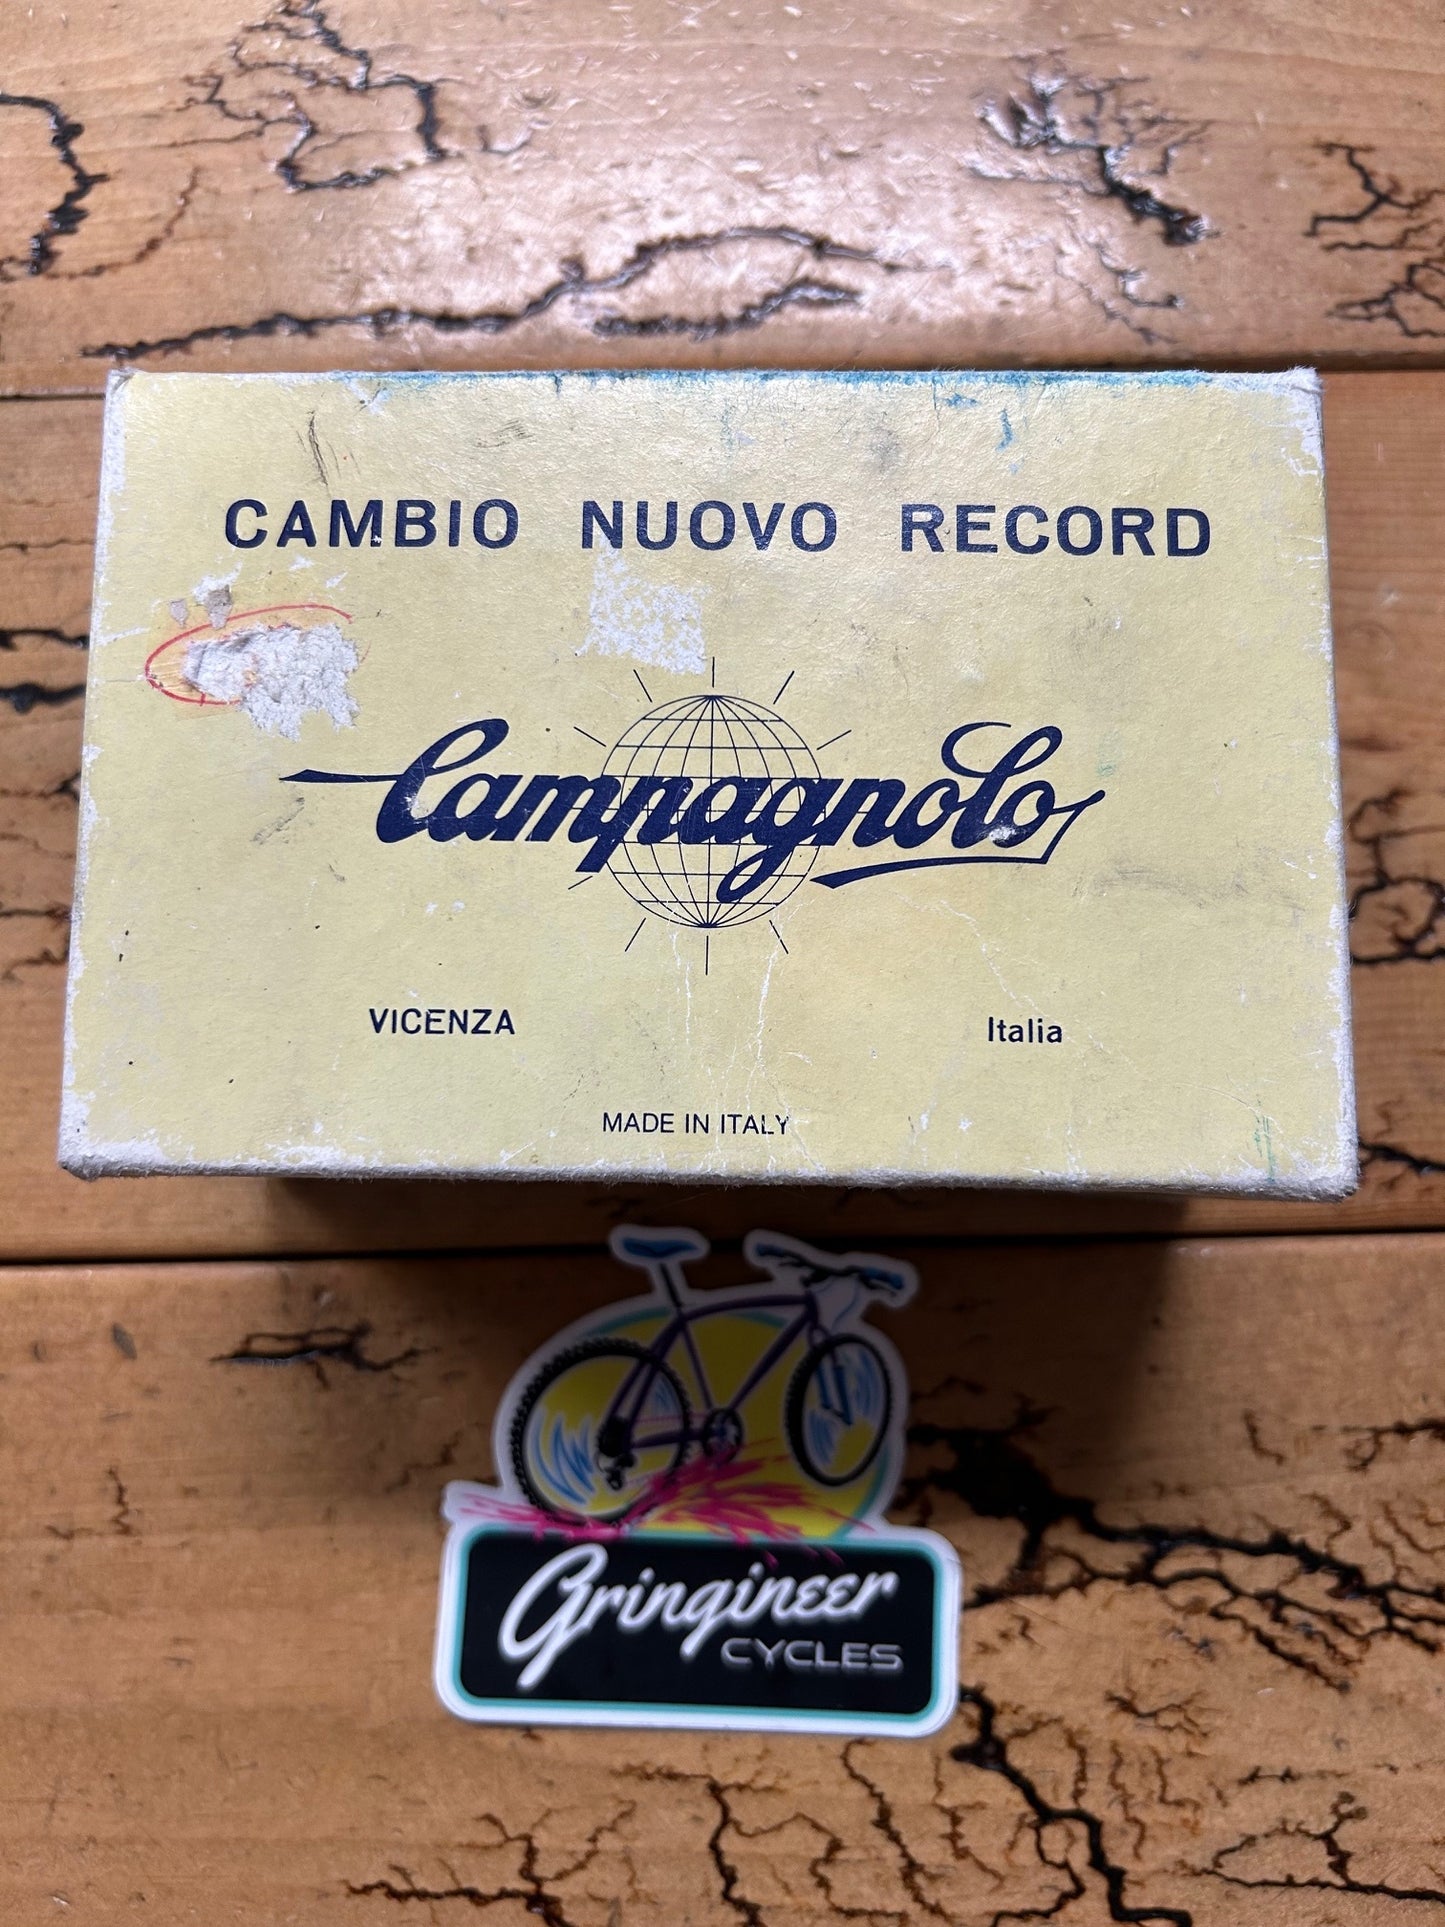 CAMBIO NUOVO RECORD
Campagnolo
VICENZA Italia
MADE IN ITALY
Gringineer
CYCLES